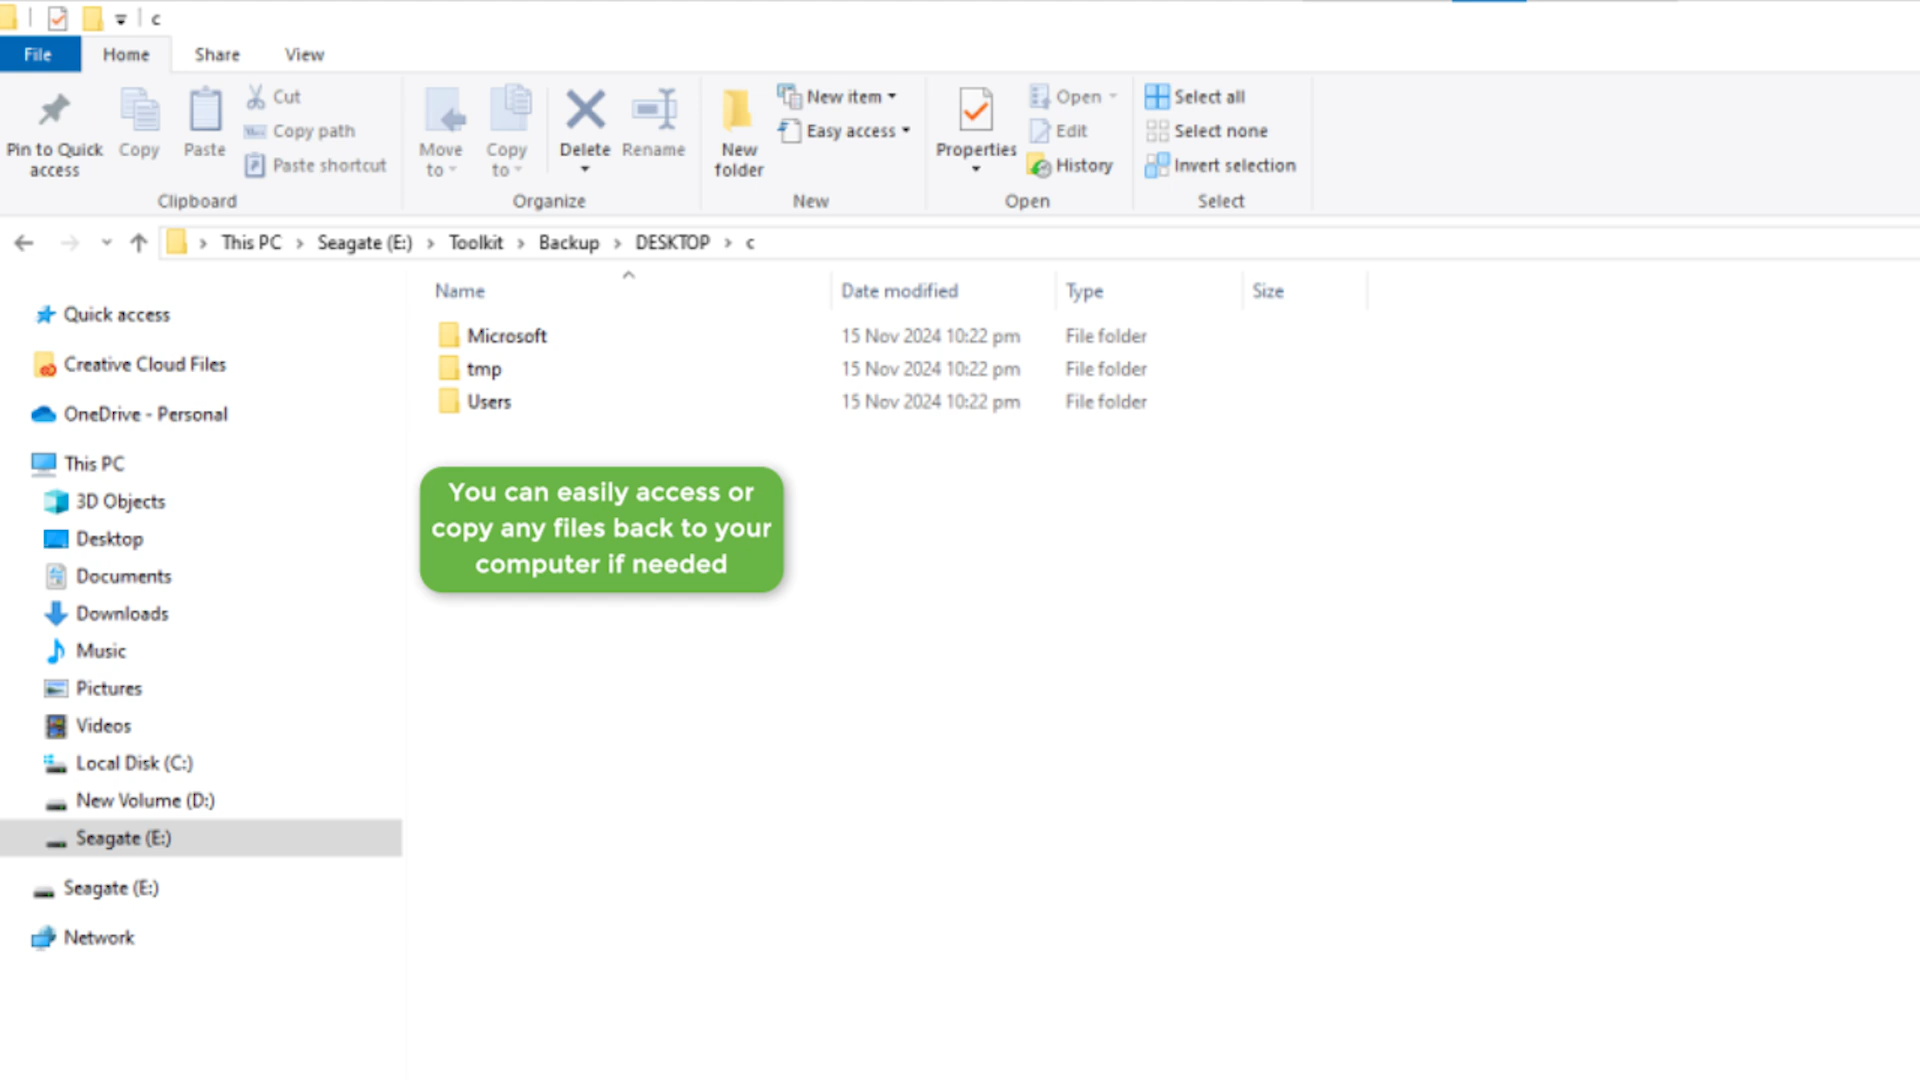 c
File Home Share View
Pin to Quick access
Copy
Paste
Cut
Copy path
Paste shortcut
Clipboard
Move to
Copy to
Delete
Rename
Organize
New folder
New item
Easy access
New
Properties
Open
Edit
History
Open
Select all
Select none
Invert selection
Select
This PC > Seagate (E:) > Toolkit > Backup > DESKTOP > c
Name Date modified Type Size
Microsoft 15 Nov 2024 10:22 pm File folder
tmp 15 Nov 2024 10:22 pm File folder
Users 15 Nov 2024 10:22 pm File folder
You can easily access or
copy any files back to your
computer if needed
Quick access
Creative Cloud Files
OneDrive - Personal
This PC
3D Objects
Desktop
Documents
Downloads
Music
Pictures
Videos
Local Disk (C:)
New Volume (D:)
Seagate (E:)
Seagate (E:)
Network